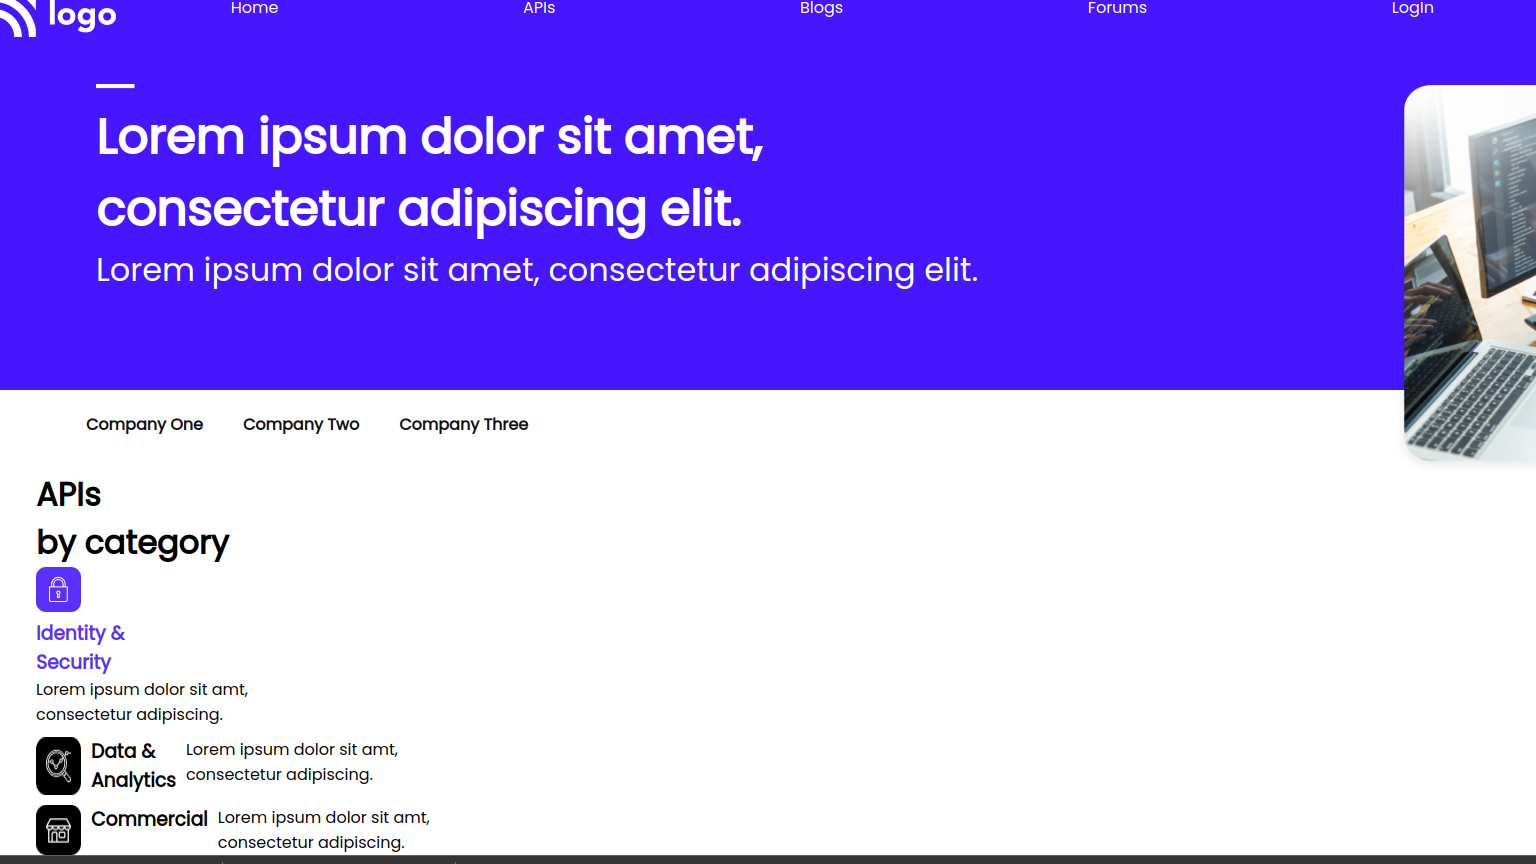 logo
Home
APIs
Blogs
Forums
LogIn
Lorem ipsum dolor sit amet,
consectetur adipiscing elit.
Lorem ipsum dolor sit amet, consectetur adipiscing elit.
Company One
Company Two
Company Three
APIs
by category
Identity &
Security
Lorem ipsum dolor sit amt,
consectetur adipiscing.
Data &
Analytics
Lorem ipsum dolor sit amt,
consectetur adipiscing.
Commercial
Lorem ipsum dolor sit amt,
consectetur adipiscing.